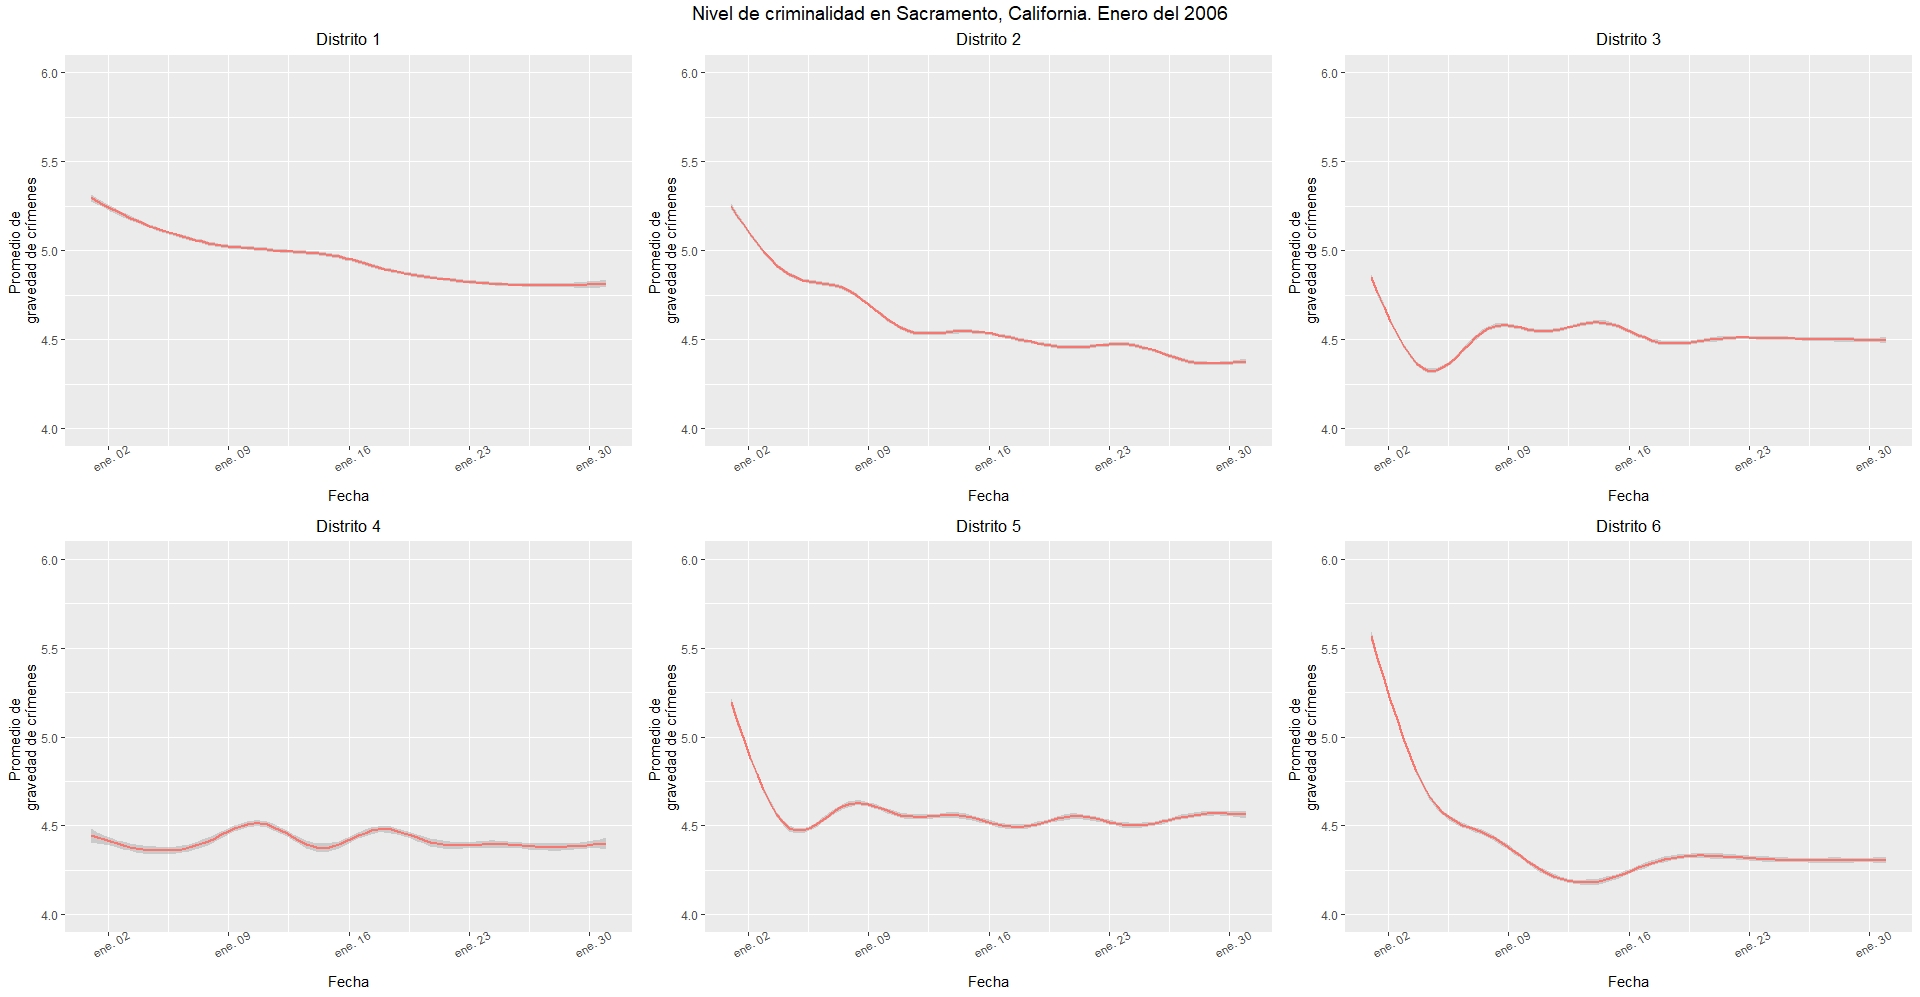 Nivel de criminalidad en Sacramento, California. Enero del 2006
Distrito 1
Promedio de
gravedad de crímenes
6.0
5.5
5.0
4.5
4.0
ene. 02
ene. 09
ene. 16
ene. 23
ene. 30
Fecha
Distrito 2
Promedio de
gravedad de crímenes
6.0
5.5
5.0
4.5
4.0
ene. 02
ene. 09
ene. 16
ene. 23
ene. 30
Fecha
Distrito 3
Promedio de
gravedad de crímenes
6.0
5.5
5.0
4.5
4.0
ene. 02
ene. 09
ene. 16
ene. 23
ene. 30
Fecha
Distrito 4
Promedio de
gravedad de crímenes
6.0
5.5
5.0
4.5
4.0
ene. 02
ene. 09
ene. 16
ene. 23
ene. 30
Fecha
Distrito 5
Promedio de
gravedad de crímenes
6.0
5.5
5.0
4.5
4.0
ene. 02
ene. 09
ene. 16
ene. 23
ene. 30
Fecha
Distrito 6
Promedio de
gravedad de crímenes
6.0
5.5
5.0
4.5
4.0
ene. 02
ene. 09
ene. 16
ene. 23
ene. 30
Fecha